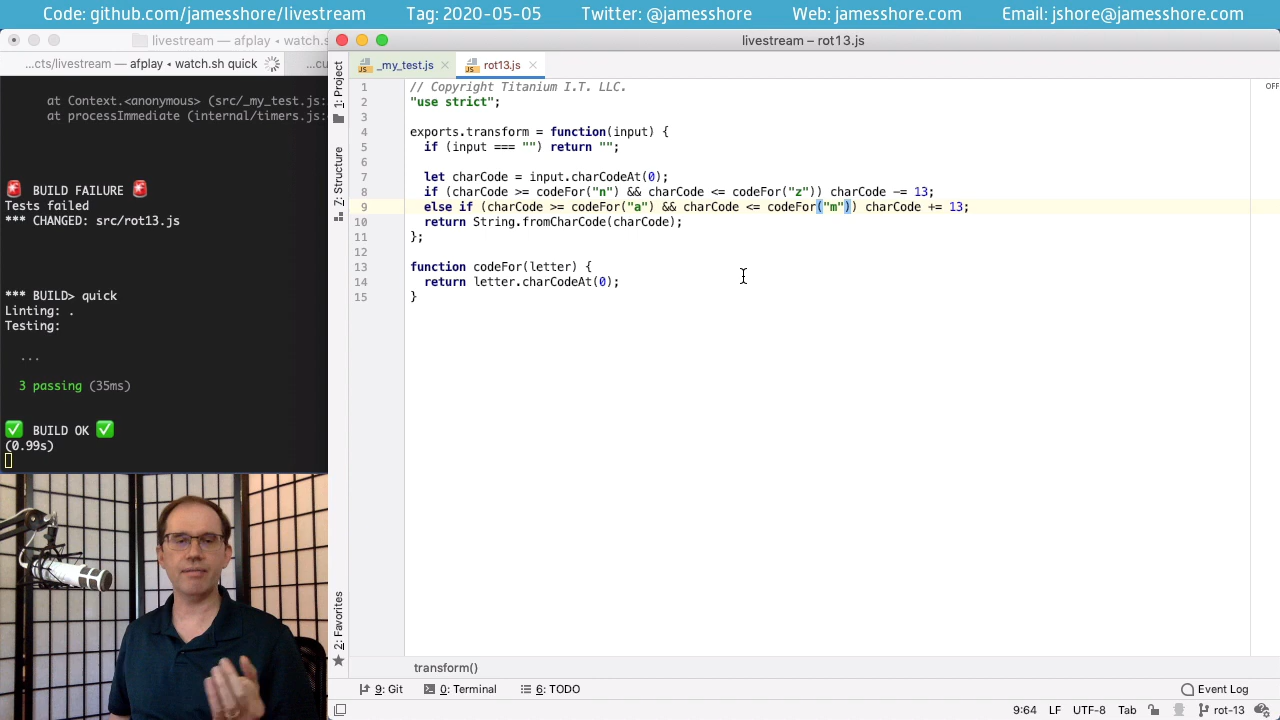 Code: github.com/jamesshore/livestream Tag: 2020-05-05 Twitter: @jamesshore Web: jamesshore.com Email: jshore@jamesshore.com
livestream — afplay ◂ watch.s
...cts/livestream — afplay ◂ watch.sh quick
...cu
at Context.<anonymous> (src/_my_test.js:
at processImmediate (internal/timers.js:
🚨 BUILD FAILURE 🚨
Tests failed
*** CHANGED: src/rot13.js
*** BUILD> quick
Linting: .
Testing:
...
3 passing (35ms)
✅ BUILD OK ✅
(0.99s)
livestream – rot13.js
_my_test.js
rot13.js
1: Project
7: Structure
2: Favorites
OFF
1 // Copyright Titanium I.T. LLC.
2 "use strict";
3
4 exports.transform = function(input) {
5 if (input === "") return "";
6
7 let charCode = input.charCodeAt(0);
8 if (charCode >= codeFor("n") && charCode <= codeFor("z")) charCode -= 13;
9 else if (charCode >= codeFor("a") && charCode <= codeFor("m")) charCode += 13;
10 return String.fromCharCode(charCode);
11 };
12
13 function codeFor(letter) {
14 return letter.charCodeAt(0);
15 }
transform()
9: Git 0: Terminal 6: TODO Event Log
9:64 LF UTF-8 Tab rot-13